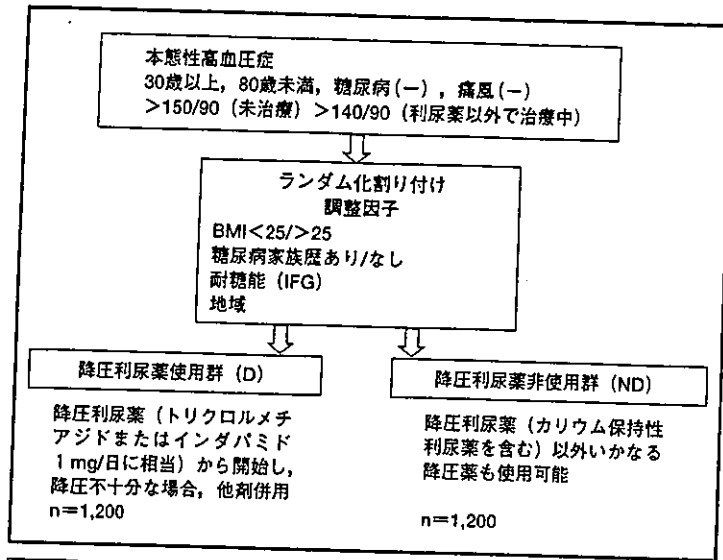 本態性高血圧症
30歳以上，80歳未満，糖尿病(－)，痛風(－)
>150/90（未治療）>140/90（利尿薬以外で治療中）
ランダム化割り付け
調整因子
BMI<25/>25
糖尿病家族歴あり/なし
耐糖能（IFG）
地域
降圧利尿薬使用群（D）
降圧利尿薬（トリクロルメチ
アジドまたはインダパミド
1 mg/日に相当）から開始し，
降圧不十分な場合，他剤併用
n＝1,200
降圧利尿薬非使用群（ND）
降圧利尿薬（カリウム保持性
利尿薬を含む）以外いかなる
降圧薬も使用可能
n＝1,200